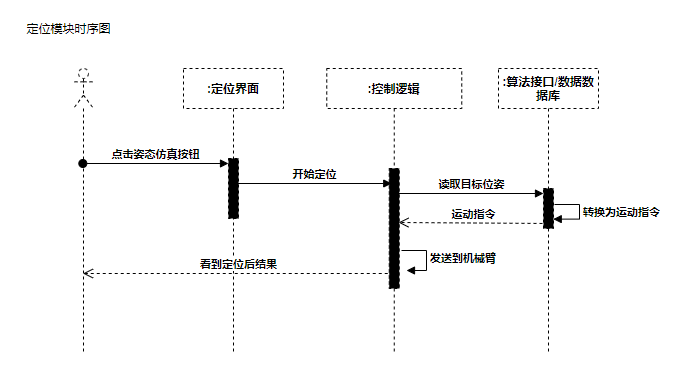 定位模块时序图
:定位界面
:控制逻辑
:算法接口/数据数
据库
点击姿态仿真按钮
开始定位
读取目标位姿
运动指令
转换为运动指令
发送到机械臂
看到定位后结果